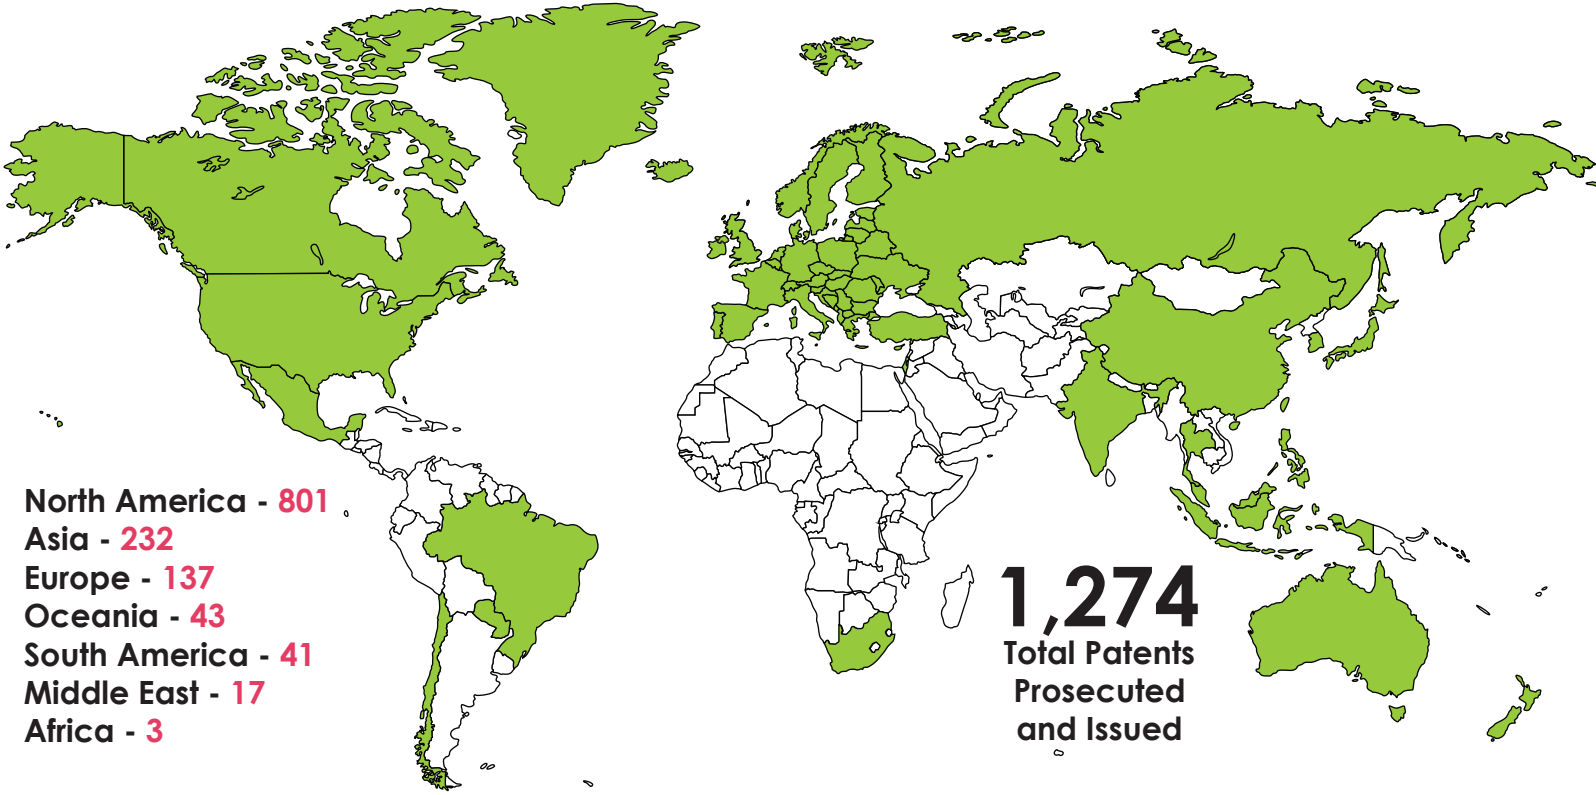 North America - 801
Asia - 232
Europe - 137
Oceania - 43
South America - 41
Middle East - 17
Africa - 3
1,274
Total Patents
Prosecuted
and Issued